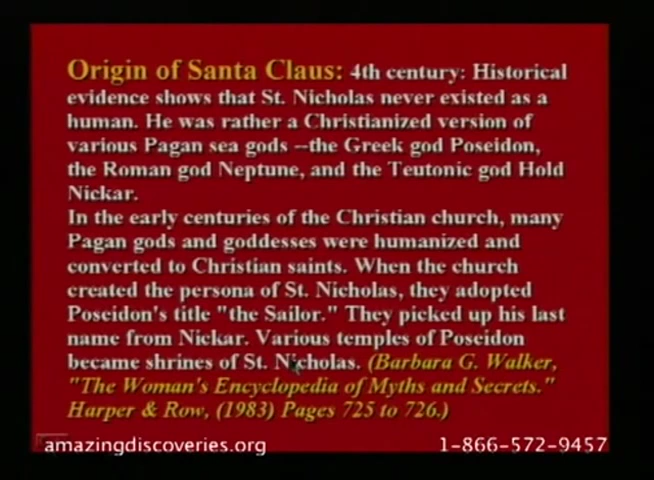 Origin of Santa Claus: 4th century: Historical
evidence shows that St. Nicholas never existed as a
human. He was rather a Christianized version of
various Pagan sea gods --the Greek god Poseidon,
the Roman god Neptune, and the Teutonic god Hold
Nickar.
In the early centuries of the Christian church, many
Pagan gods and goddesses were humanized and
converted to Christian saints. When the church
created the persona of St. Nicholas, they adopted
Poseidon's title "the Sailor." They picked up his last
name from Nickar. Various temples of Poseidon
became shrines of St. Nicholas. (Barbara G. Walker,
"The Woman's Encyclopedia of Myths and Secrets."
Harper & Row, (1983) Pages 725 to 726.)
amazingdiscoveries.org 1-866-572-9457